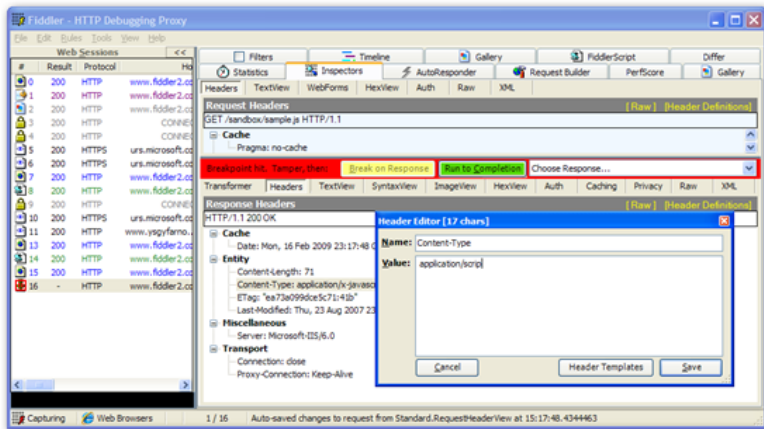 Fiddler - HTTP Debugging Proxy
File Edit Rules Tools View Help
Web Sessions <<
# Result Protocol Ho
0 200 HTTP www.fiddler2.co
1 200 HTTP www.fiddler2.co
2 200 HTTP www.fiddler2.co
3 200 HTTP CONNEC
4 200 HTTP CONNEC
5 200 HTTPS urs.microsoft.co
6 200 HTTPS urs.microsoft.co
7 200 HTTP www.fiddler2.co
8 200 HTTP www.fiddler2.co
9 200 HTTP CONNEC
10 200 HTTPS urs.microsoft.co
11 200 HTTP www.ysgyfarno...
13 200 HTTP www.fiddler2.co
14 200 HTTP www.fiddler2.co
15 200 HTTP www.fiddler2.co
16 - HTTP www.fiddler2.co
Filters Timeline Gallery FiddlerScript Differ
Statistics Inspectors AutoResponder Request Builder PerfScore Gallery
Headers TextView WebForms HexView Auth Raw XML
Request Headers [Raw] [Header Definitions]
GET /sandbox/sample.js HTTP/1.1
Cache
Pragma: no-cache
Breakpoint hit. Tamper, then: Break on Response Run to Completion Choose Response...
Transformer Headers TextView SyntaxView ImageView HexView Auth Caching Privacy Raw XML
Response Headers [Raw] [Header Definitions]
HTTP/1.1 200 OK
Cache
Date: Mon, 16 Feb 2009 23:17:48 G
Entity
Content-Length: 71
Content-Type: application/x-javasc
ETag: "ea73a099dce5c71:41b"
Last-Modified: Thu, 23 Aug 2007 23
Miscellaneous
Server: Microsoft-IIS/6.0
Transport
Connection: close
Proxy-Connection: Keep-Alive
Header Editor [17 chars]
Name: Content-Type
Value: application/scrip
Cancel Header Templates Save
Capturing Web Browsers 1 / 16 Auto-saved changes to request from Standard.RequestHeaderView at 15:17:48.4344463